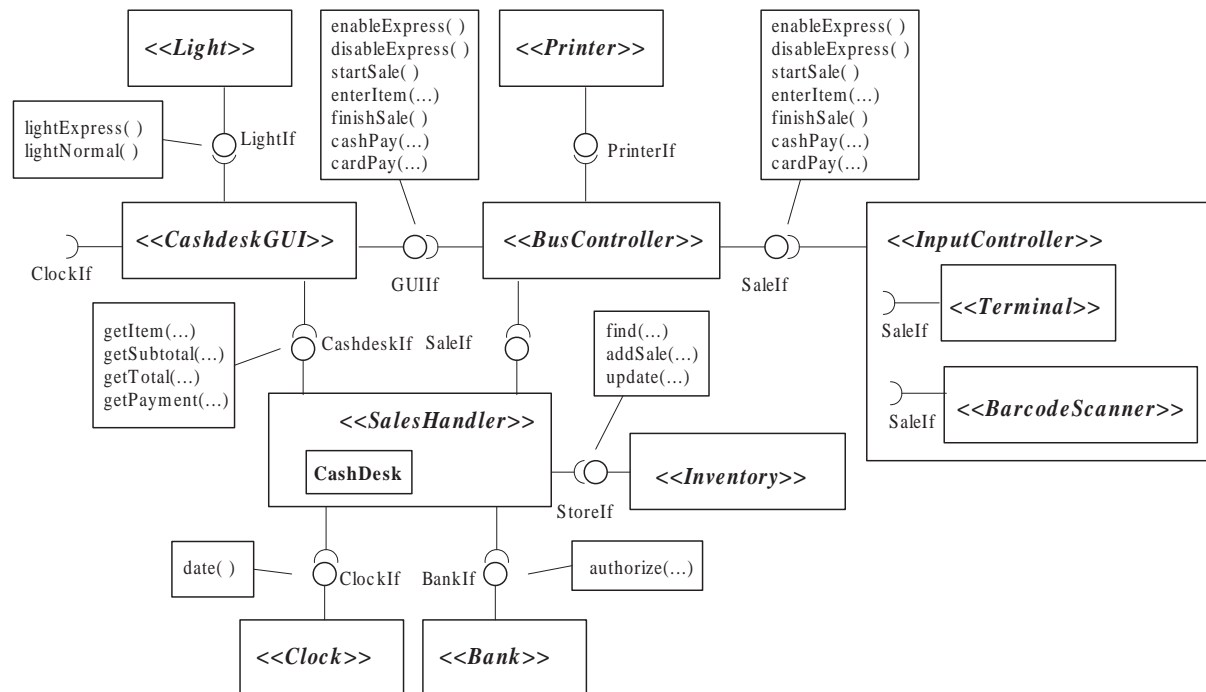 <<Light>>
enableExpress( )
disableExpress( )
startSale( )
enterItem(...)
finishSale( )
cashPay(...)
cardPay(...)
<<Printer>>
enableExpress( )
disableExpress( )
startSale( )
enterItem(...)
finishSale( )
cashPay(...)
cardPay(...)
lightExpress( )
lightNormal( )
LightIf
PrinterIf
<<CashdeskGUI>>
<<BusController>>
<<InputController>>
ClockIf
GUIIf
SaleIf
<<Terminal>>
SaleIf
getItem(...)
getSubtotal(...)
getTotal(...)
getPayment(...)
CashdeskIf
SaleIf
find(...)
addSale(...)
update(...)
<<BarcodeScanner>>
SaleIf
<<SalesHandler>>
CashDesk
<<Inventory>>
StoreIf
date( )
ClockIf
BankIf
authorize(...)
<<Clock>>
<<Bank>>